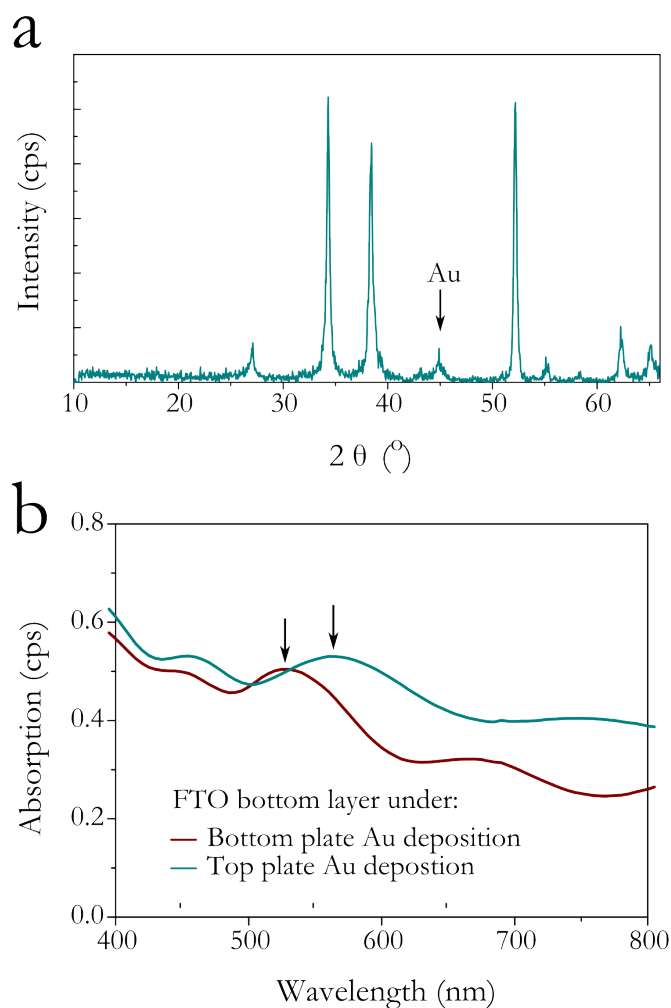 a
Intensity (cps)
Au
10 20 30 40 50 60
2 θ (°)
b
Absorption (cps)
0.8
0.6
0.4
0.2
0.0
FTO bottom layer under:
Bottom plate Au deposition
Top plate Au depostion
400 500 600 700 800
Wavelength (nm)